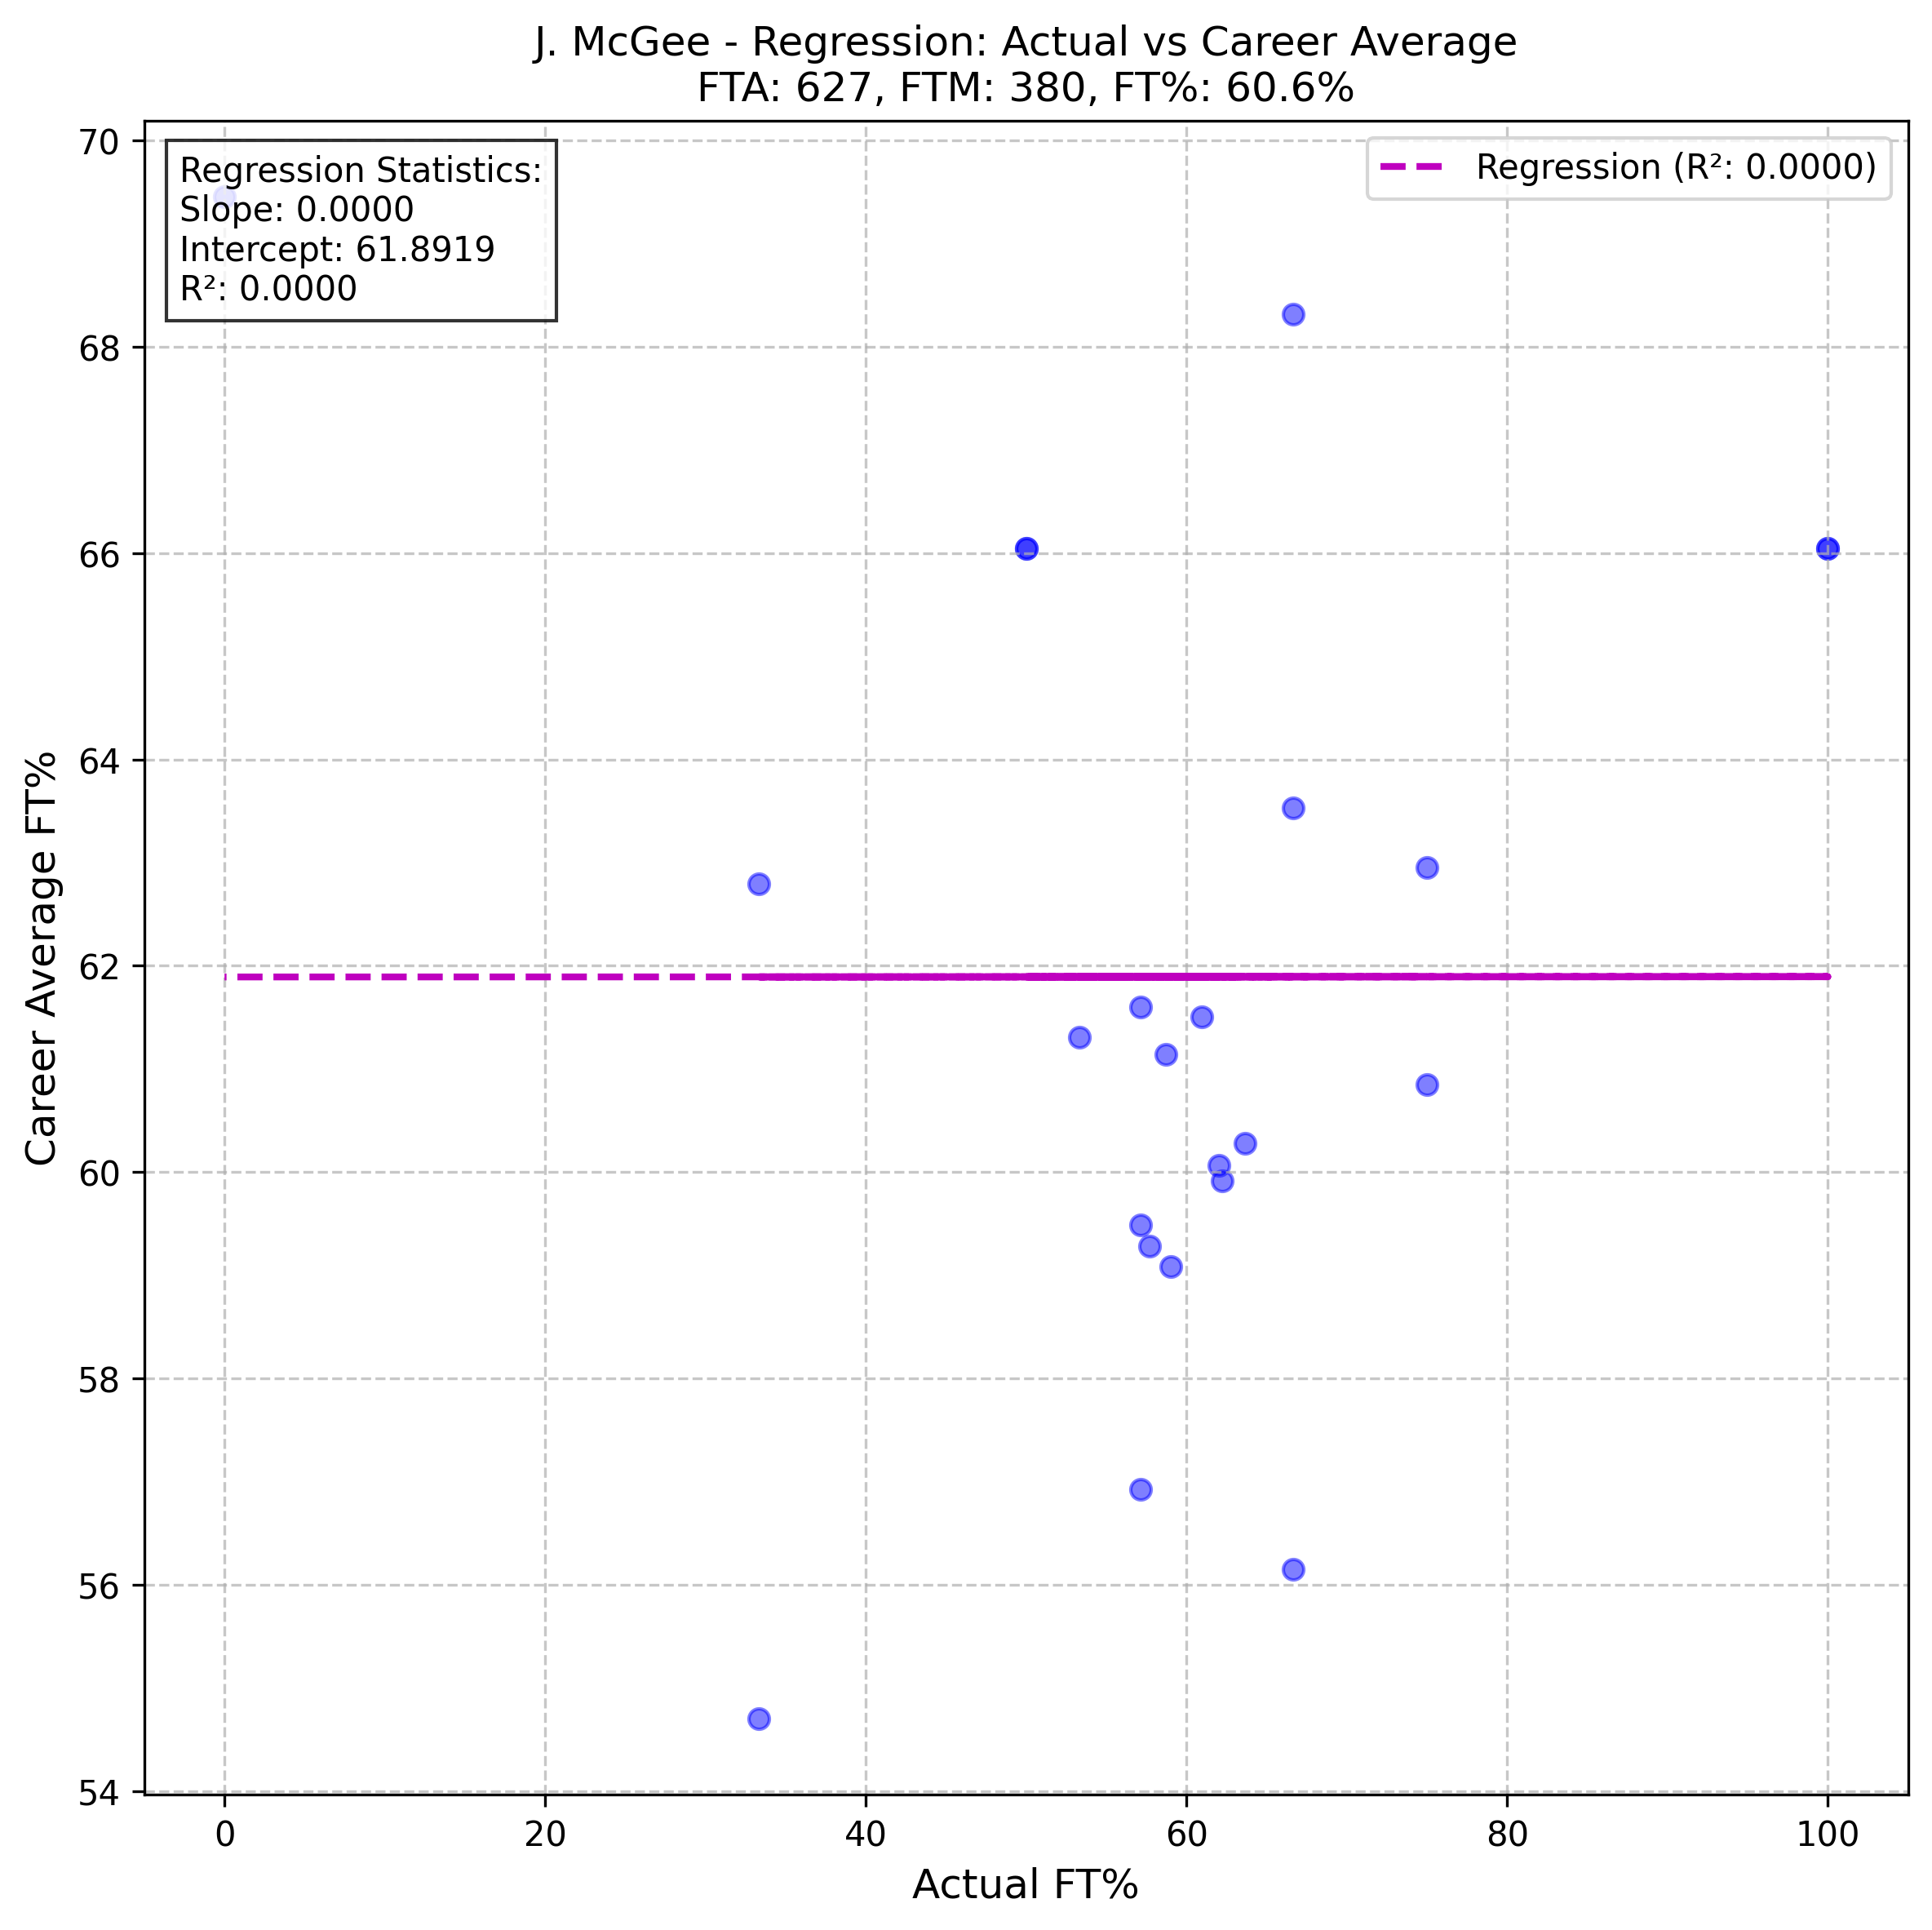 J. McGee - Regression: Actual vs Career Average
FTA: 627, FTM: 380, FT%: 60.6%
Regression Statistics:
Slope: 0.0000
Intercept: 61.8919
R²: 0.0000
Regression (R²: 0.0000)
Career Average FT%
70
68
66
64
62
60
58
56
54
0 20 40 60 80 100
Actual FT%